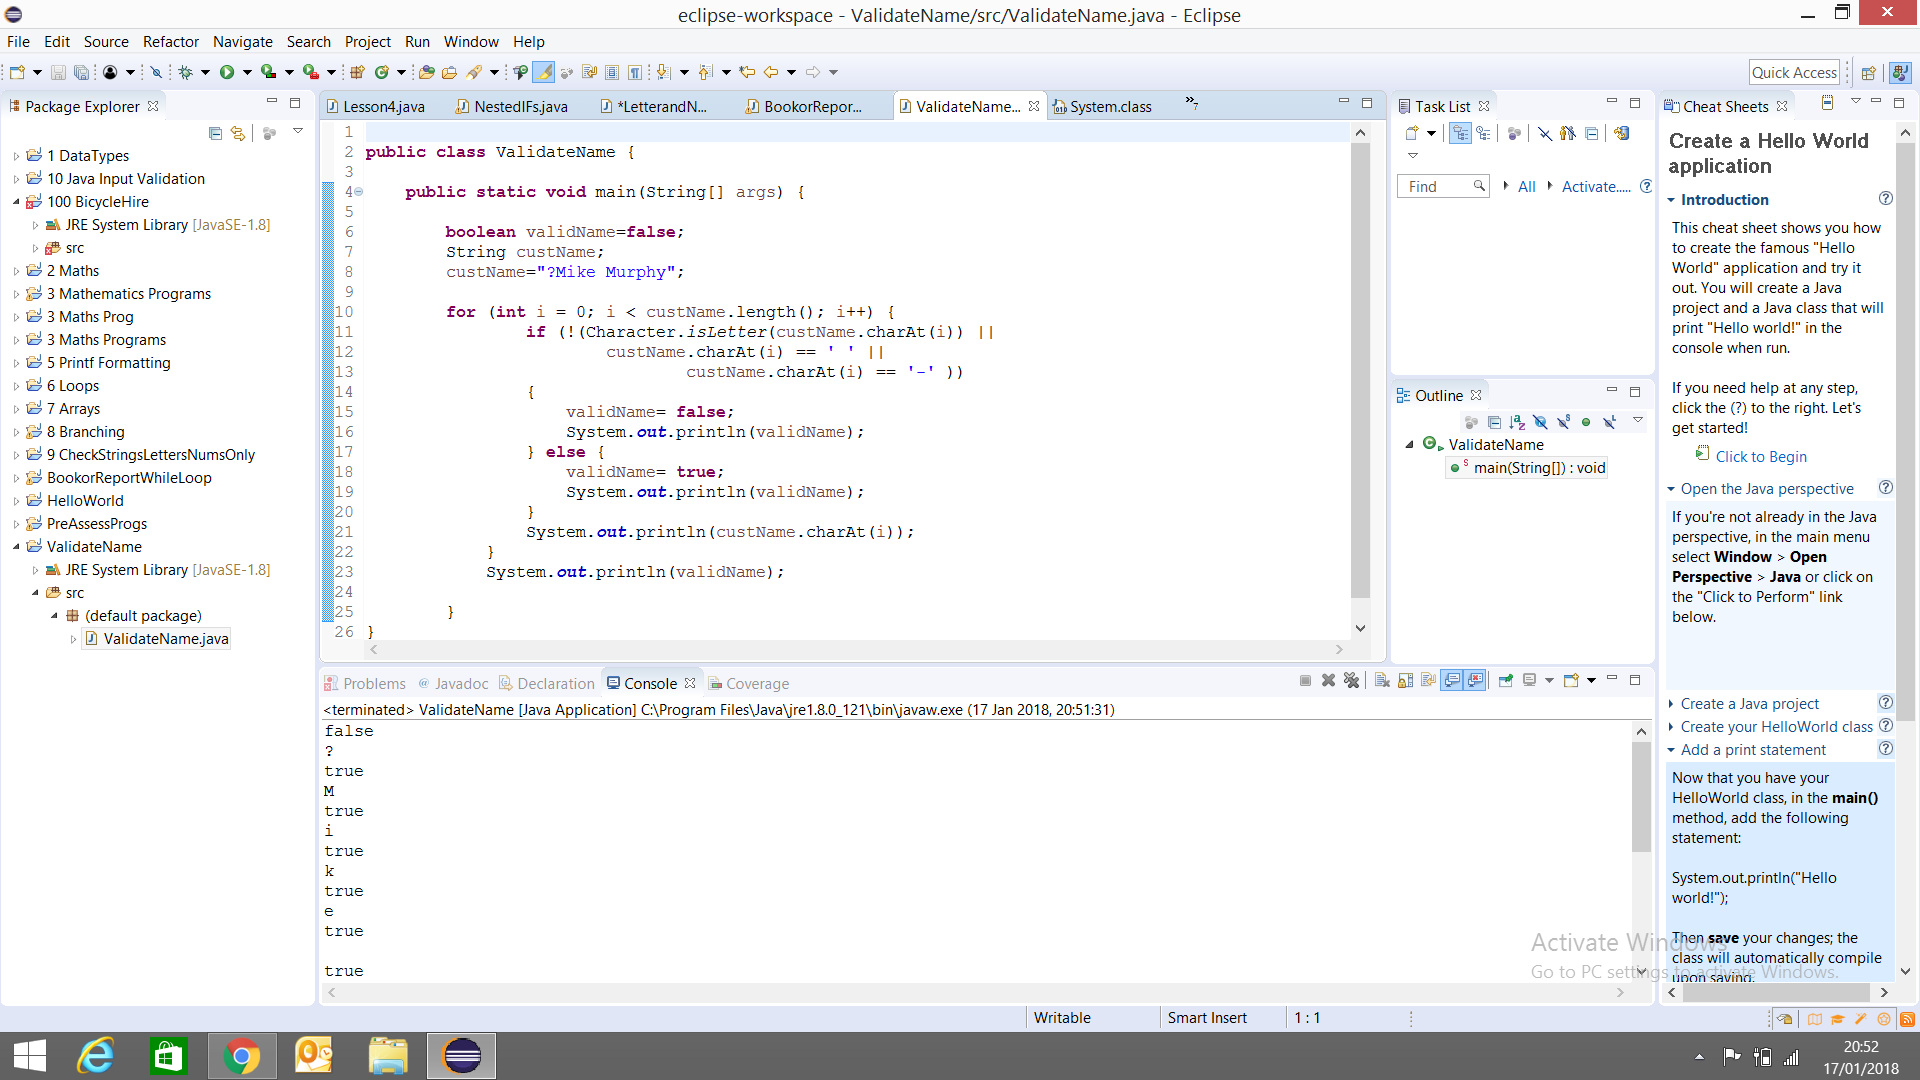 eclipse-workspace - ValidateName/src/ValidateName.java - Eclipse
File Edit Source Refactor Navigate Search Project Run Window Help
Quick Access
Package Explorer
1 DataTypes
10 Java Input Validation
100 BicycleHire
JRE System Library [JavaSE-1.8]
src
2 Maths
3 Mathematics Programs
3 Maths Prog
3 Maths Programs
5 Printf Formatting
6 Loops
7 Arrays
8 Branching
9 CheckStringsLettersNumsOnly
BookorReportWhileLoop
HelloWorld
PreAssessProgs
ValidateName
JRE System Library [JavaSE-1.8]
src
(default package)
ValidateName.java
Lesson4.java NestedIFs.java *LetterandN... BookorRepor... ValidateName... System.class »7
1
2 public class ValidateName {
3
4 public static void main(String[] args) {
5
6 boolean validName=false;
7 String custName;
8 custName="?Mike Murphy";
9
10 for (int i = 0; i < custName.length(); i++) {
11 if (!(Character.isLetter(custName.charAt(i)) ||
12 custName.charAt(i) == ' ' ||
13 custName.charAt(i) == '-' ))
14 {
15 validName= false;
16 System.out.println(validName);
17 } else {
18 validName= true;
19 System.out.println(validName);
20 }
21 System.out.println(custName.charAt(i));
22 }
23 System.out.println(validName);
24
25 }
26 }
Problems @ Javadoc Declaration Console Coverage
<terminated> ValidateName [Java Application] C:\Program Files\Java\jre1.8.0_121\bin\javaw.exe (17 Jan 2018, 20:51:31)
false
?
true
M
true
i
true
k
true
e
true
true
Task List
Find All Activate.....
Outline
ValidateName
main(String[]) : void
Cheat Sheets
Create a Hello World
application
Introduction
This cheat sheet shows you how
to create the famous "Hello
World" application and try it
out. You will create a Java
project and a Java class that will
print "Hello world!" in the
console when run.
If you need help at any step,
click the (?) to the right. Let's
get started!
Click to Begin
Open the Java perspective
If you're not already in the Java
perspective, in the main menu
select Window > Open
Perspective > Java or click on
the "Click to Perform" link
below.
Create a Java project
Create your HelloWorld class
Add a print statement
Now that you have your
HelloWorld class, in the main()
method, add the following
statement:
System.out.println("Hello
world!");
Then save your changes; the
class will automatically compile
upon saving.
Activate Windows
Go to PC settings to activate Windows.
Writable Smart Insert 1 : 1
20:52
17/01/2018